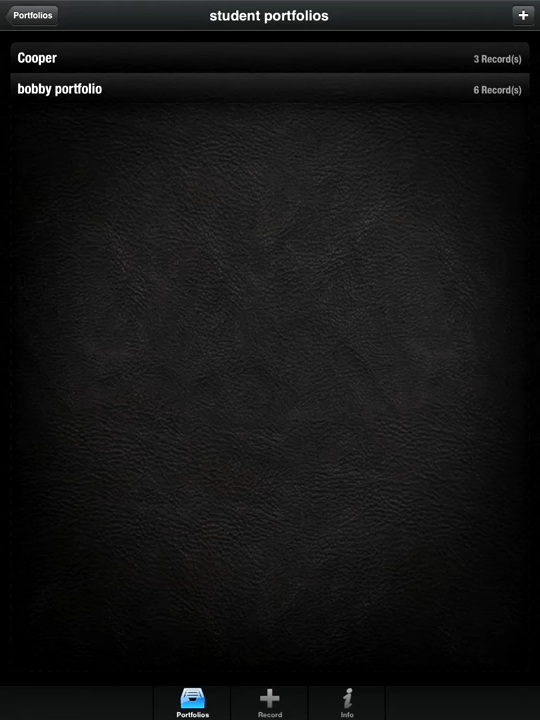 Portfolios
student portfolios
+
Cooper
3 Record(s)
bobby portfolio
6 Record(s)
Portfolios
Record
Info